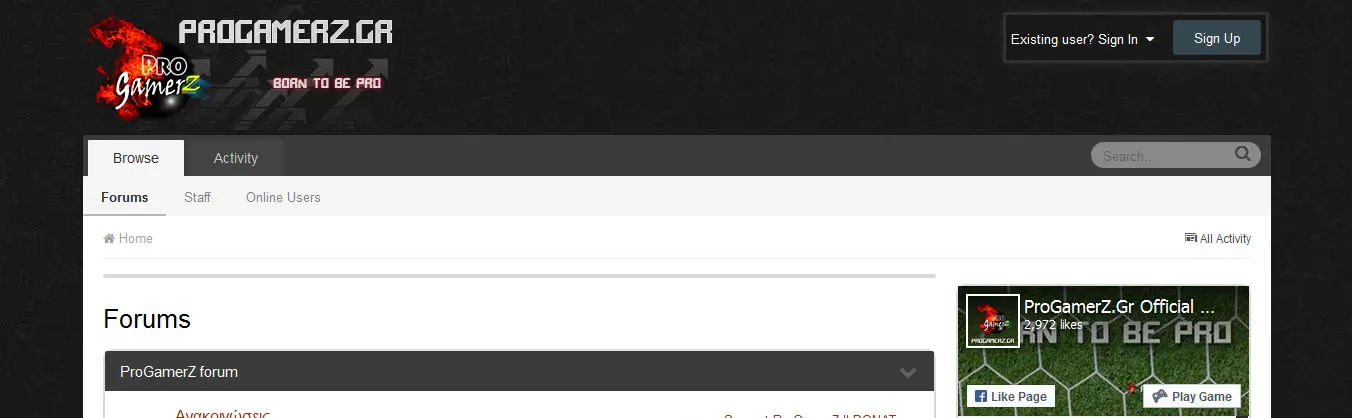 PROGAMERZ.GR
PRO
GamerZ
BORN TO BE PRO
Existing user? Sign In
Sign Up
Browse
Activity
Search...
Forums
Staff
Online Users
Home
All Activity
Forums
ProGamerZ forum
Ανακοινώσεις
ProGamerZ.Gr Official ...
2,972 likes
BORN TO BE PRO
PROGAMERZ.GR
Like Page
Play Game